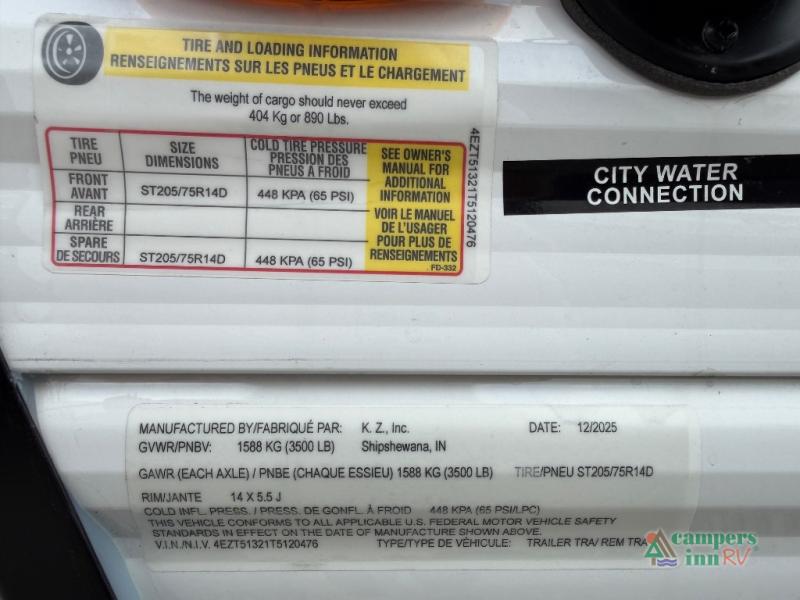 TIRE AND LOADING INFORMATION
RENSEIGNEMENTS SUR LES PNEUS ET LE CHARGEMENT
The weight of cargo should never exceed
404 Kg or 890 Lbs.
TIRE PNEU
SIZE DIMENSIONS
COLD TIRE PRESSURE PRESSION DES PNEUS À FROID
FRONT AVANT
ST205/75R14D
448 KPA (65 PSI)
REAR ARRIÈRE
SPARE DE SECOURS
ST205/75R14D
448 KPA (65 PSI)
SEE OWNER'S
MANUAL FOR
ADDITIONAL
INFORMATION
VOIR LE MANUEL
DE L'USAGER
POUR PLUS DE
RENSEIGNEMENTS
FD-332
4EZT51321T5120476
CITY WATER
CONNECTION
MANUFACTURED BY/FABRIQUÉ PAR: K. Z., Inc. DATE: 12/2025
GVWR/PNBV: 1588 KG (3500 LB) Shipshewana, IN
GAWR (EACH AXLE) / PNBE (CHAQUE ESSIEU) 1588 KG (3500 LB) TIRE/PNEU ST205/75R14D
RIM/JANTE 14 X 5.5 J
COLD INFL. PRESS. / PRESS. DE GONFL. À FROID 448 KPA (65 PSI/LPC)
THIS VEHICLE CONFORMS TO ALL APPLICABLE U.S. FEDERAL MOTOR VEHICLE SAFETY
STANDARDS IN EFFECT ON THE DATE OF MANUFACTURE SHOWN ABOVE.
V.I.N./N.I.V. 4EZT51321T5120476 TYPE/TYPE DE VÉHICULE: TRAILER TRA/ REM TRA
campers
inn RV